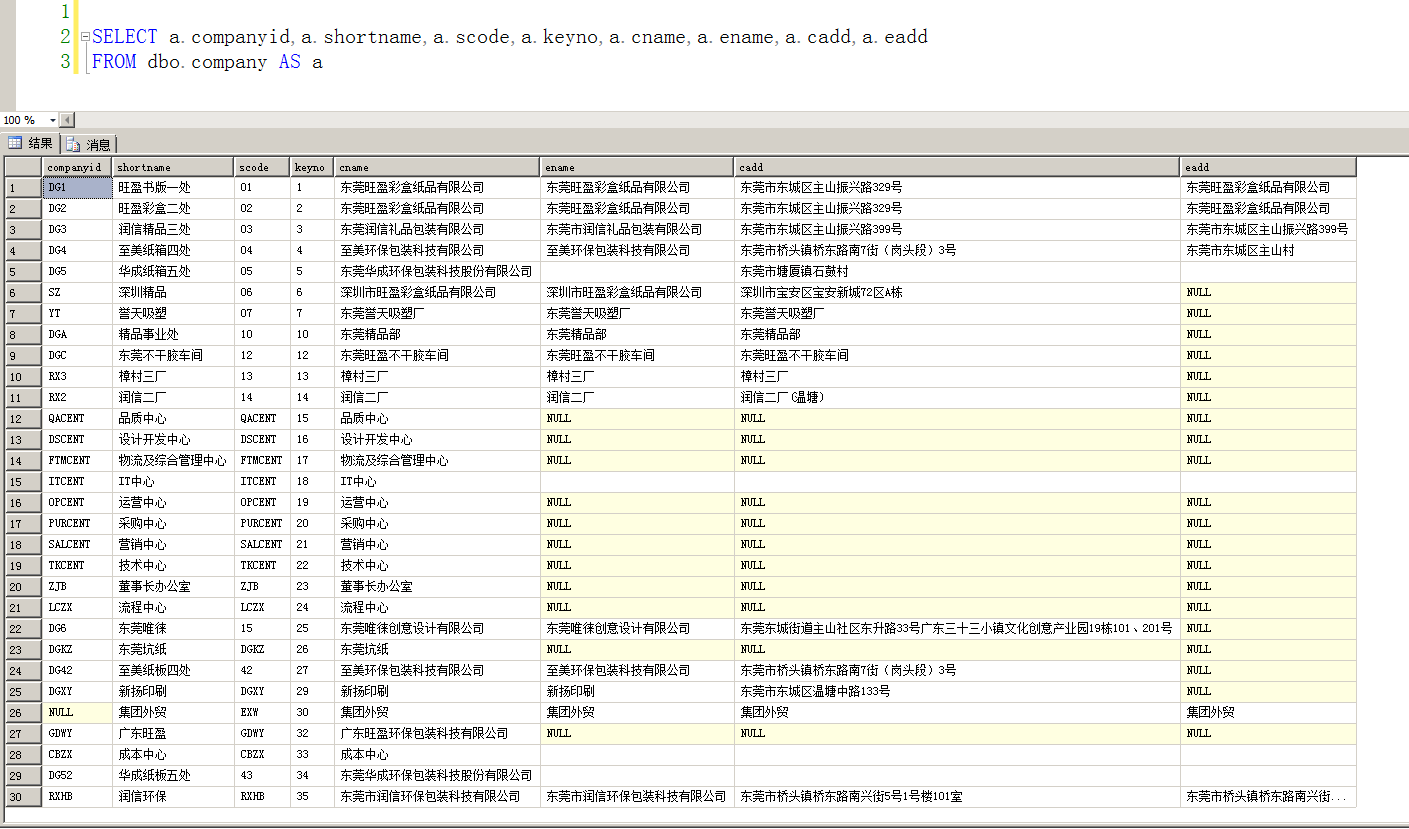 1
2 SELECT a.companyid,a.shortname,a.scode,a.keyno,a.cname,a.ename,a.cadd,a.eadd
3 FROM dbo.company AS a
100 %
结果 消息
companyid shortname scode keyno cname ename cadd eadd
1 DG1 旺盈书版一处 01 1 东莞旺盈彩盒纸品有限公司 东莞旺盈彩盒纸品有限公司 东莞市东城区主山振兴路329号 东莞旺盈彩盒纸品有限公司
2 DG2 旺盈彩盒二处 02 2 东莞旺盈彩盒纸品有限公司 东莞旺盈彩盒纸品有限公司 东莞市东城区主山振兴路329号 东莞旺盈彩盒纸品有限公司
3 DG3 润信精品三处 03 3 东莞润信礼品包装有限公司 东莞市润信礼品包装有限公司 东莞市东城区主山振兴路399号 东莞市东城区主山振兴路399号
4 DG4 至美纸箱四处 04 4 至美环保包装科技有限公司 至美环保包装科技有限公司 东莞市桥头镇桥东路南7街（岗头段）3号 东莞市东城区主山村
5 DG5 华成纸箱五处 05 5 东莞华成环保包装科技股份有限公司 东莞市塘厦镇石鼓村
6 SZ 深圳精品 06 6 深圳市旺盈彩盒纸品有限公司 深圳市旺盈彩盒纸品有限公司 深圳市宝安区宝安新城72区A栋 NULL
7 YT 誉天吸塑 07 7 东莞誉天吸塑厂 东莞誉天吸塑厂 东莞誉天吸塑厂 NULL
8 DGA 精品事业处 10 10 东莞精品部 东莞精品部 东莞精品部 NULL
9 DGC 东莞不干胶车间 12 12 东莞旺盈不干胶车间 东莞旺盈不干胶车间 东莞旺盈不干胶车间 NULL
10 RX3 樟村三厂 13 13 樟村三厂 樟村三厂 樟村三厂 NULL
11 RX2 润信二厂 14 14 润信二厂 润信二厂 润信二厂(温塘） NULL
12 QACENT 品质中心 QACENT 15 品质中心 NULL NULL NULL
13 DSCENT 设计开发中心 DSCENT 16 设计开发中心 NULL NULL NULL
14 FTMCENT 物流及综合管理中心 FTMCENT 17 物流及综合管理中心 NULL NULL NULL
15 ITCENT IT中心 ITCENT 18 IT中心
16 OPCENT 运营中心 OPCENT 19 运营中心 NULL NULL NULL
17 PURCENT 采购中心 PURCENT 20 采购中心 NULL NULL NULL
18 SALCENT 营销中心 SALCENT 21 营销中心 NULL NULL NULL
19 TKCENT 技术中心 TKCENT 22 技术中心 NULL NULL NULL
20 ZJB 董事长办公室 ZJB 23 董事长办公室 NULL NULL NULL
21 LCZX 流程中心 LCZX 24 流程中心 NULL NULL NULL
22 DG6 东莞唯徕 15 25 东莞唯徕创意设计有限公司 东莞唯徕创意设计有限公司 东莞东城街道主山社区东升路33号广东三十三小镇文化创意产业园19栋101、201号 NULL
23 DGKZ 东莞坑纸 DGKZ 26 东莞坑纸 NULL NULL NULL
24 DG42 至美纸板四处 42 27 至美环保包装科技有限公司 至美环保包装科技有限公司 东莞市桥头镇桥东路南7街（岗头段）3号 NULL
25 DGXY 新扬印刷 DGXY 29 新扬印刷 新扬印刷 东莞市东城区温塘中路133号 NULL
26 NULL 集团外贸 EXW 30 集团外贸 集团外贸 集团外贸 集团外贸
27 GDWY 广东旺盈 GDWY 32 广东旺盈环保包装科技有限公司 NULL NULL NULL
28 CBZX 成本中心 CBZX 33 成本中心
29 DG52 华成纸板五处 43 34 东莞华成环保包装科技股份有限公司
30 RXHB 润信环保 RXHB 35 东莞市润信环保包装科技有限公司 东莞市润信环保包装科技有限公司 东莞市桥头镇桥东路南兴街5号1号楼101室 东莞市桥头镇桥东路南兴街...